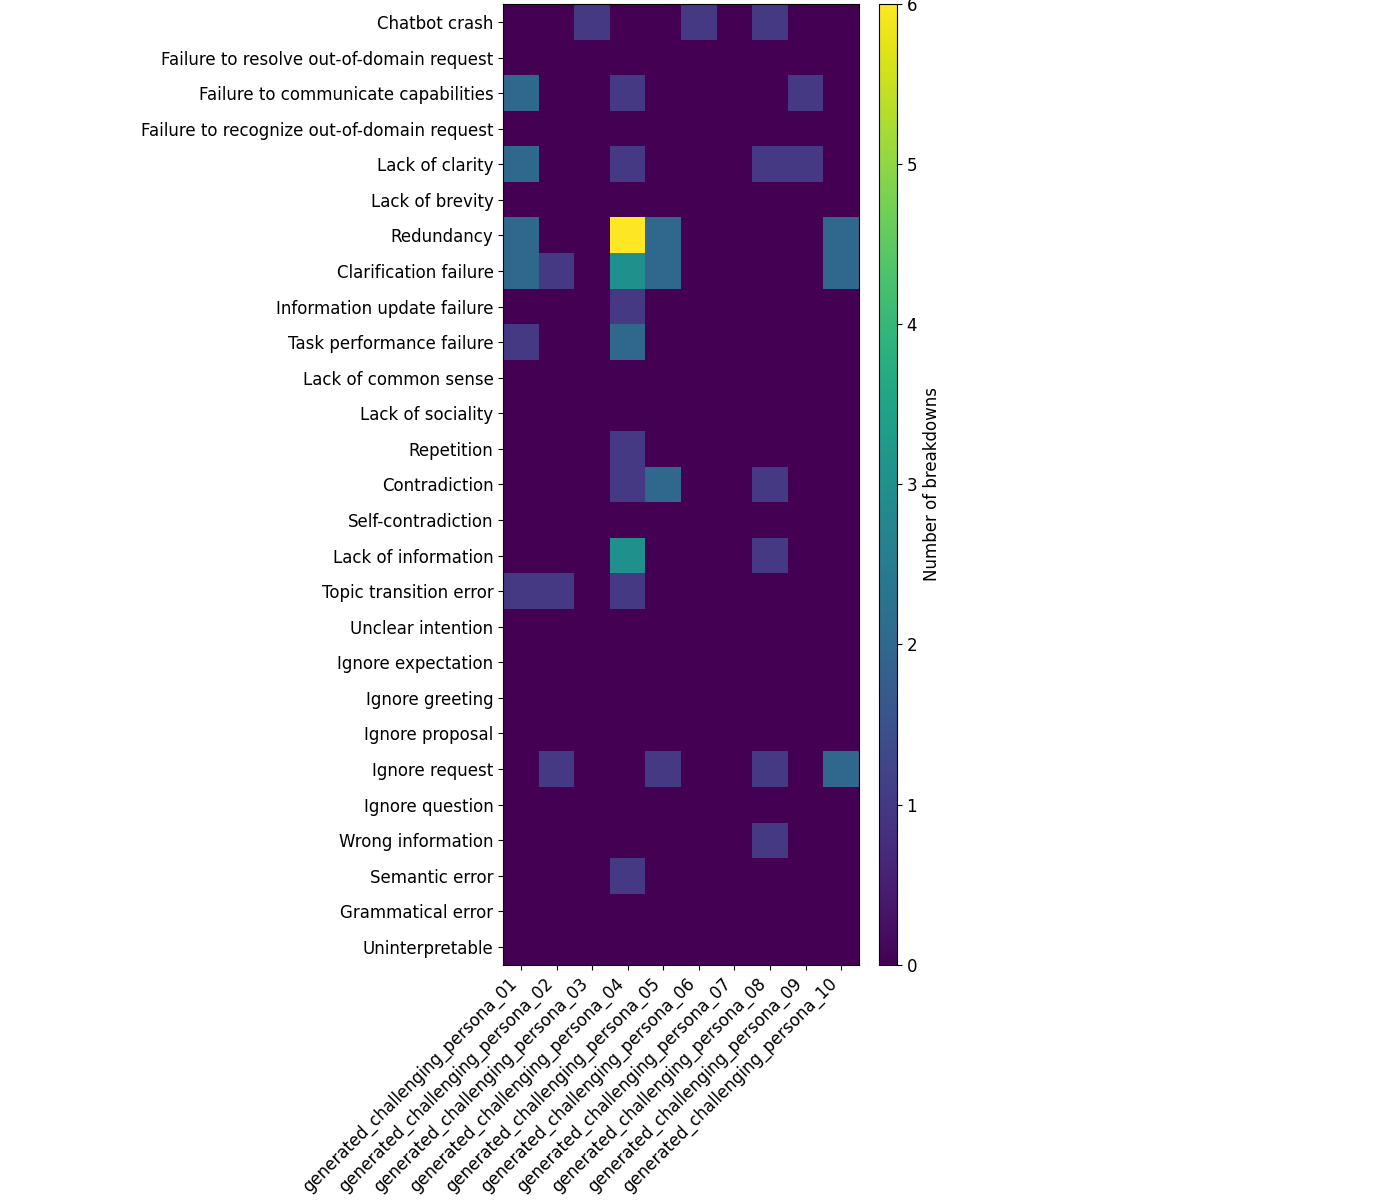 Chatbot crash
Failure to resolve out-of-domain request
Failure to communicate capabilities
Failure to recognize out-of-domain request
Lack of clarity
Lack of brevity
Redundancy
Clarification failure
Information update failure
Task performance failure
Lack of common sense
Lack of sociality
Repetition
Contradiction
Self-contradiction
Lack of information
Topic transition error
Unclear intention
Ignore expectation
Ignore greeting
Ignore proposal
Ignore request
Ignore question
Wrong information
Semantic error
Grammatical error
Uninterpretable
generated_challenging_persona_01
generated_challenging_persona_02
generated_challenging_persona_03
generated_challenging_persona_04
generated_challenging_persona_05
generated_challenging_persona_06
generated_challenging_persona_07
generated_challenging_persona_08
generated_challenging_persona_09
generated_challenging_persona_10
6
5
4
3
2
1
0
Number of breakdowns